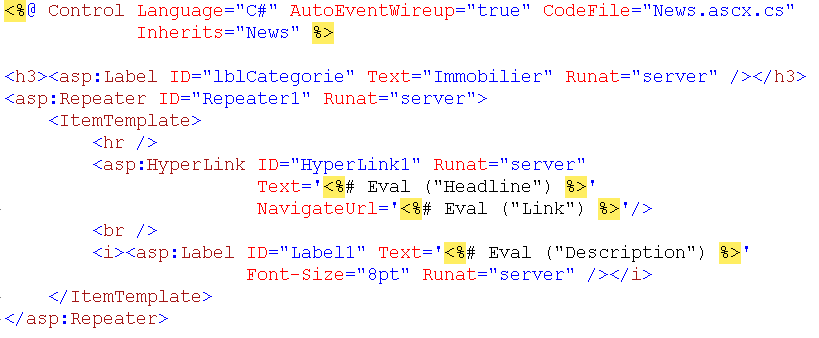 <%@ Control Language="C#" AutoEventWireup="true" CodeFile="News.ascx.cs"
Inherits="News" %>
<h3><asp:Label ID="lblCategorie" Text="Immobilier" Runat="server" /></h3>
<asp:Repeater ID="Repeater1" Runat="server">
<ItemTemplate>
<hr />
<asp:HyperLink ID="HyperLink1" Runat="server"
Text='<%# Eval ("Headline") %>'
NavigateUrl='<%# Eval ("Link") %>'/>
<br />
<i><asp:Label ID="Label1" Text='<%# Eval ("Description") %>'
Font-Size="8pt" Runat="server" /></i>
</ItemTemplate>
</asp:Repeater>